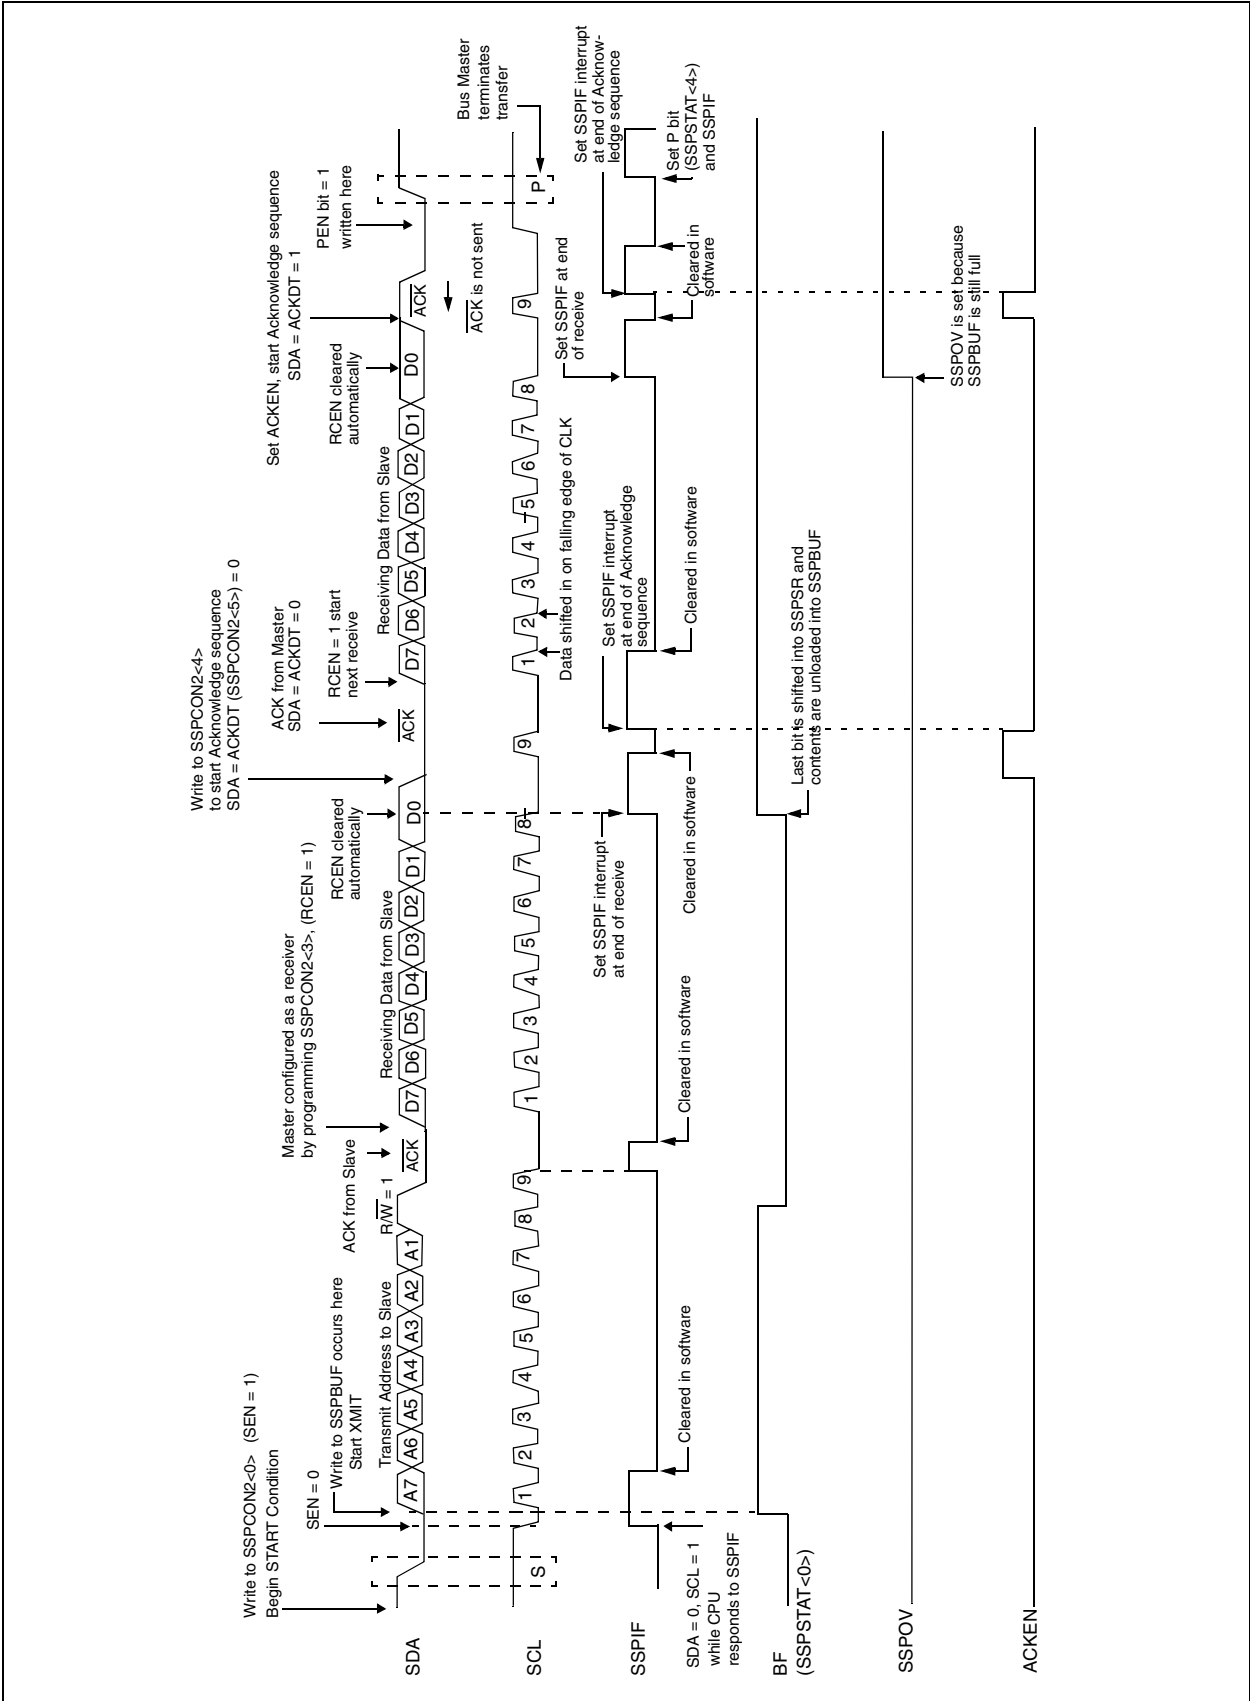 Write to SSPCON2<0> (SEN = 1)
Begin START Condition
SEN = 0
Write to SSPBUF occurs here
Start XMIT
Transmit Address to Slave
ACK from Slave
R/W = 1
Master configured as a receiver
by programming SSPCON2<3>, (RCEN = 1)
Receiving Data from Slave
RCEN cleared
automatically
Write to SSPCON2<4>
to start Acknowledge sequence
SDA = ACKDT (SSPCON2<5>) = 0
ACK from Master
SDA = ACKDT = 0
RCEN = 1 start
next receive
Receiving Data from Slave
RCEN cleared
automatically
Set ACKEN, start Acknowledge sequence
SDA = ACKDT = 1
PEN bit = 1
written here
SDA
A7 A6 A5 A4 A3 A2 A1
ACK
D7 D6 D5 D4 D3 D2 D1 D0
ACK
D7 D6 D5 D4 D3 D2 D1 D0
ACK
ACK is not sent
Bus Master
terminates
transfer
SCL
S
1 2 3 4 5 6 7 8 9
1 2 3 4 5 6 7 8 9
1 2 3 4 5 6 7 8 9
P
Data shifted in on falling edge of CLK
Set SSPIF interrupt
at end of receive
Set SSPIF interrupt
at end of Acknowledge
sequence
Set SSPIF at end
of receive
Set SSPIF interrupt
at end of Acknow-
ledge sequence
SSPIF
SDA = 0, SCL = 1
while CPU
responds to SSPIF
Cleared in software
Cleared in software
Cleared in software
Cleared in software
Cleared in
software
Set P bit
(SSPSTAT<4>)
and SSPIF
BF
(SSPSTAT<0>)
Last bit is shifted into SSPSR and
contents are unloaded into SSPBUF
SSPOV
SSPOV is set because
SSPBUF is still full
ACKEN